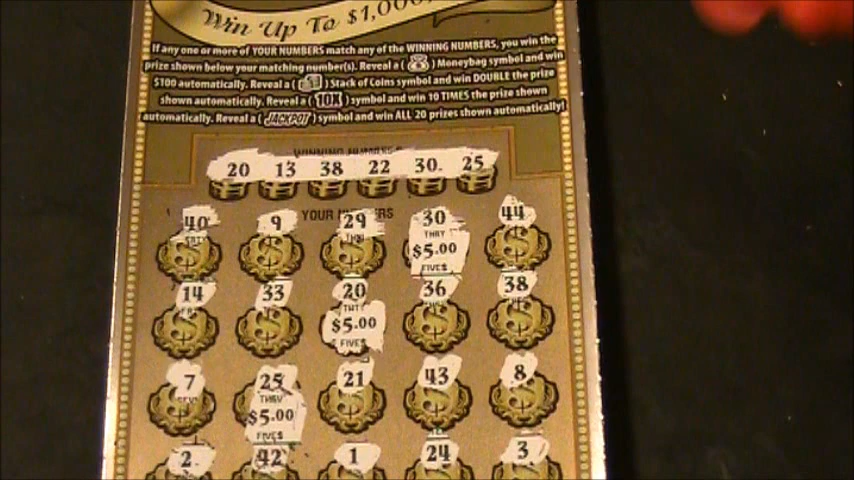 Win Up To $1,000,
If any one or more of YOUR NUMBERS match any of the WINNING NUMBERS, you win the
prize shown below your matching number(s). Reveal a ( ) Moneybag symbol and win
$100 automatically. Reveal a ( ) Stack of Coins symbol and win DOUBLE the prize
shown automatically. Reveal a ( 10X ) symbol and win 10 TIMES the prize shown
automatically. Reveal a ( JACKPOT ) symbol and win ALL 20 prizes shown automatically!
WINNING NUMBERS
20 13 38 22 30 25
YOUR NUMBERS
40 9 29 30 44
THRY
$5.00
FIVE$
14 33 20 36 38
$5.00
FIVE$
7 25 21 43 8
$5.00
FIVE$
2 42 1 24 3